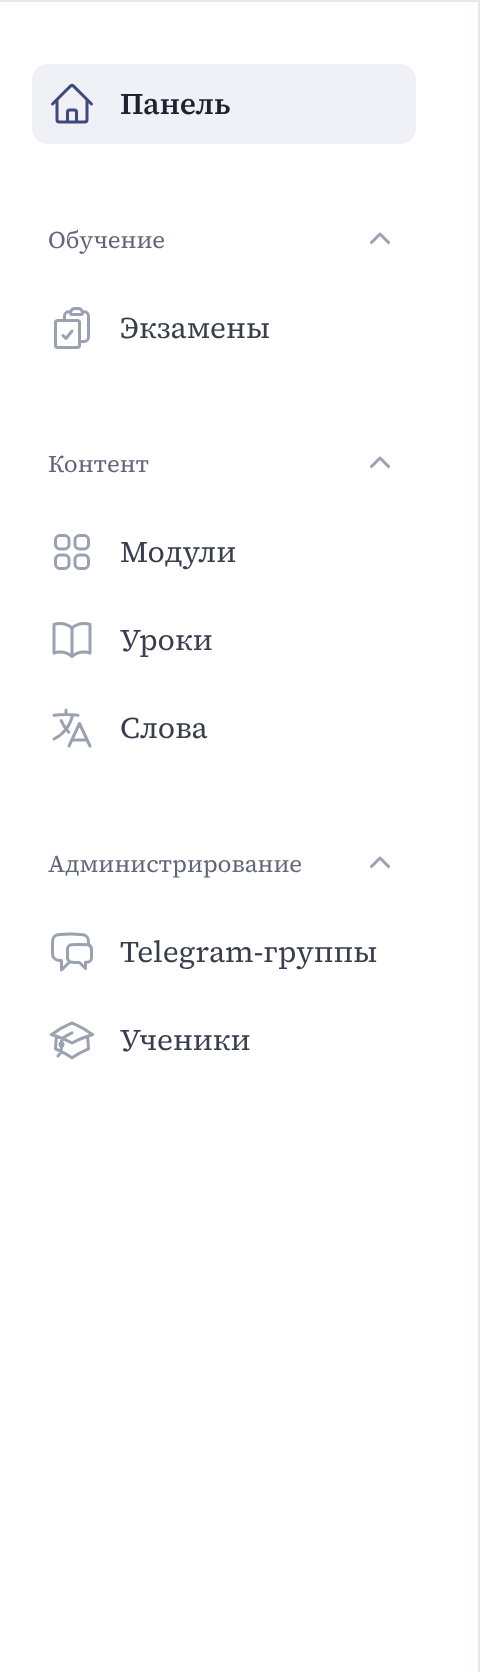 Панель
Обучение
Экзамены
Контент
Модули
Уроки
Слова
Администрирование
Telegram-группы
Ученики